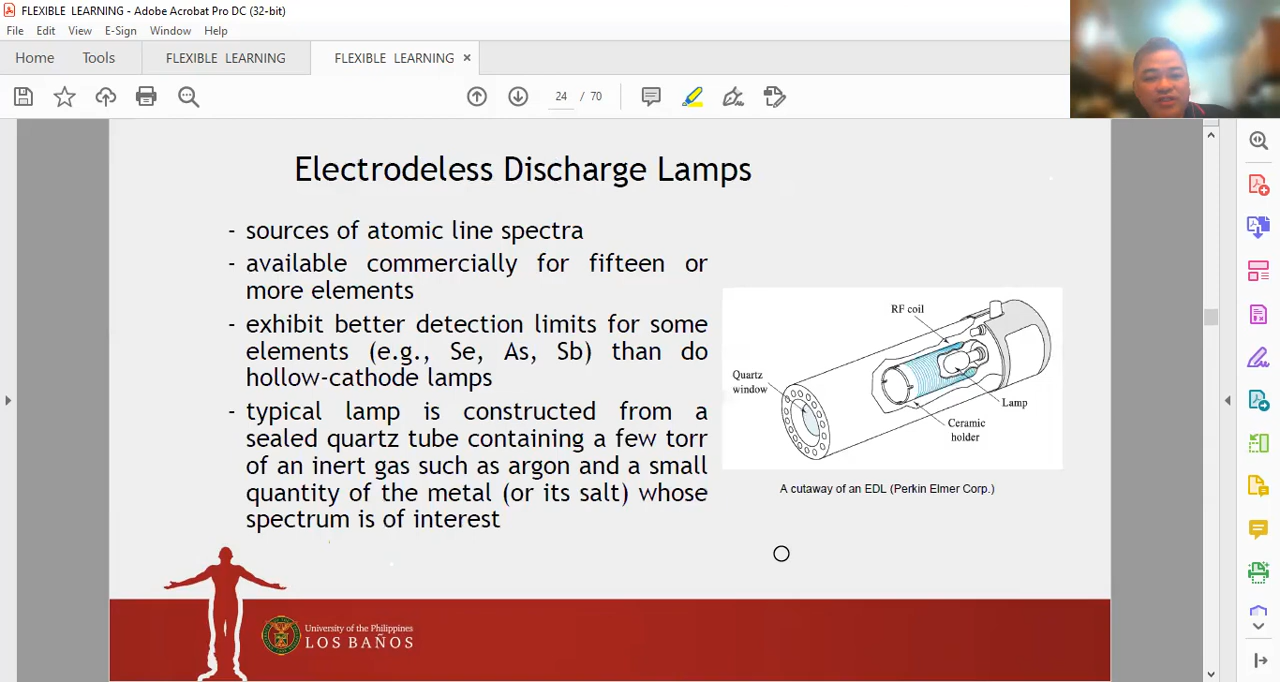 FLEXIBLE LEARNING - Adobe Acrobat Pro DC (32-bit)
File Edit View E-Sign Window Help
Home Tools FLEXIBLE LEARNING FLEXIBLE LEARNING ×
24 / 70
Electrodeless Discharge Lamps
- sources of atomic line spectra
- available commercially for fifteen or
more elements
- exhibit better detection limits for some
elements (e.g., Se, As, Sb) than do
hollow-cathode lamps
- typical lamp is constructed from a
sealed quartz tube containing a few torr
of an inert gas such as argon and a small
quantity of the metal (or its salt) whose
spectrum is of interest
RF coil
Quartz
window
Lamp
Ceramic
holder
A cutaway of an EDL (Perkin Elmer Corp.)
University of the Philippines
LOS BAÑOS